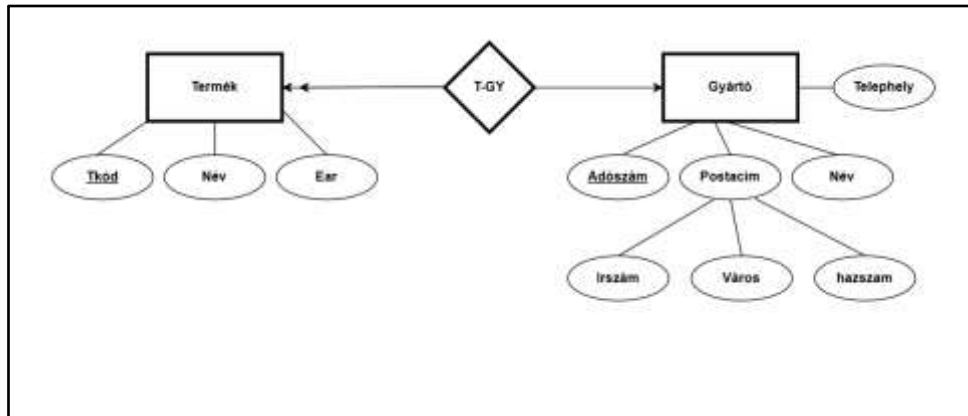 Termék
T-GY
Gyártó
Telephely
Tkód
Név
Ear
Adószám
Postacím
Név
Irszám
Város
hazszam